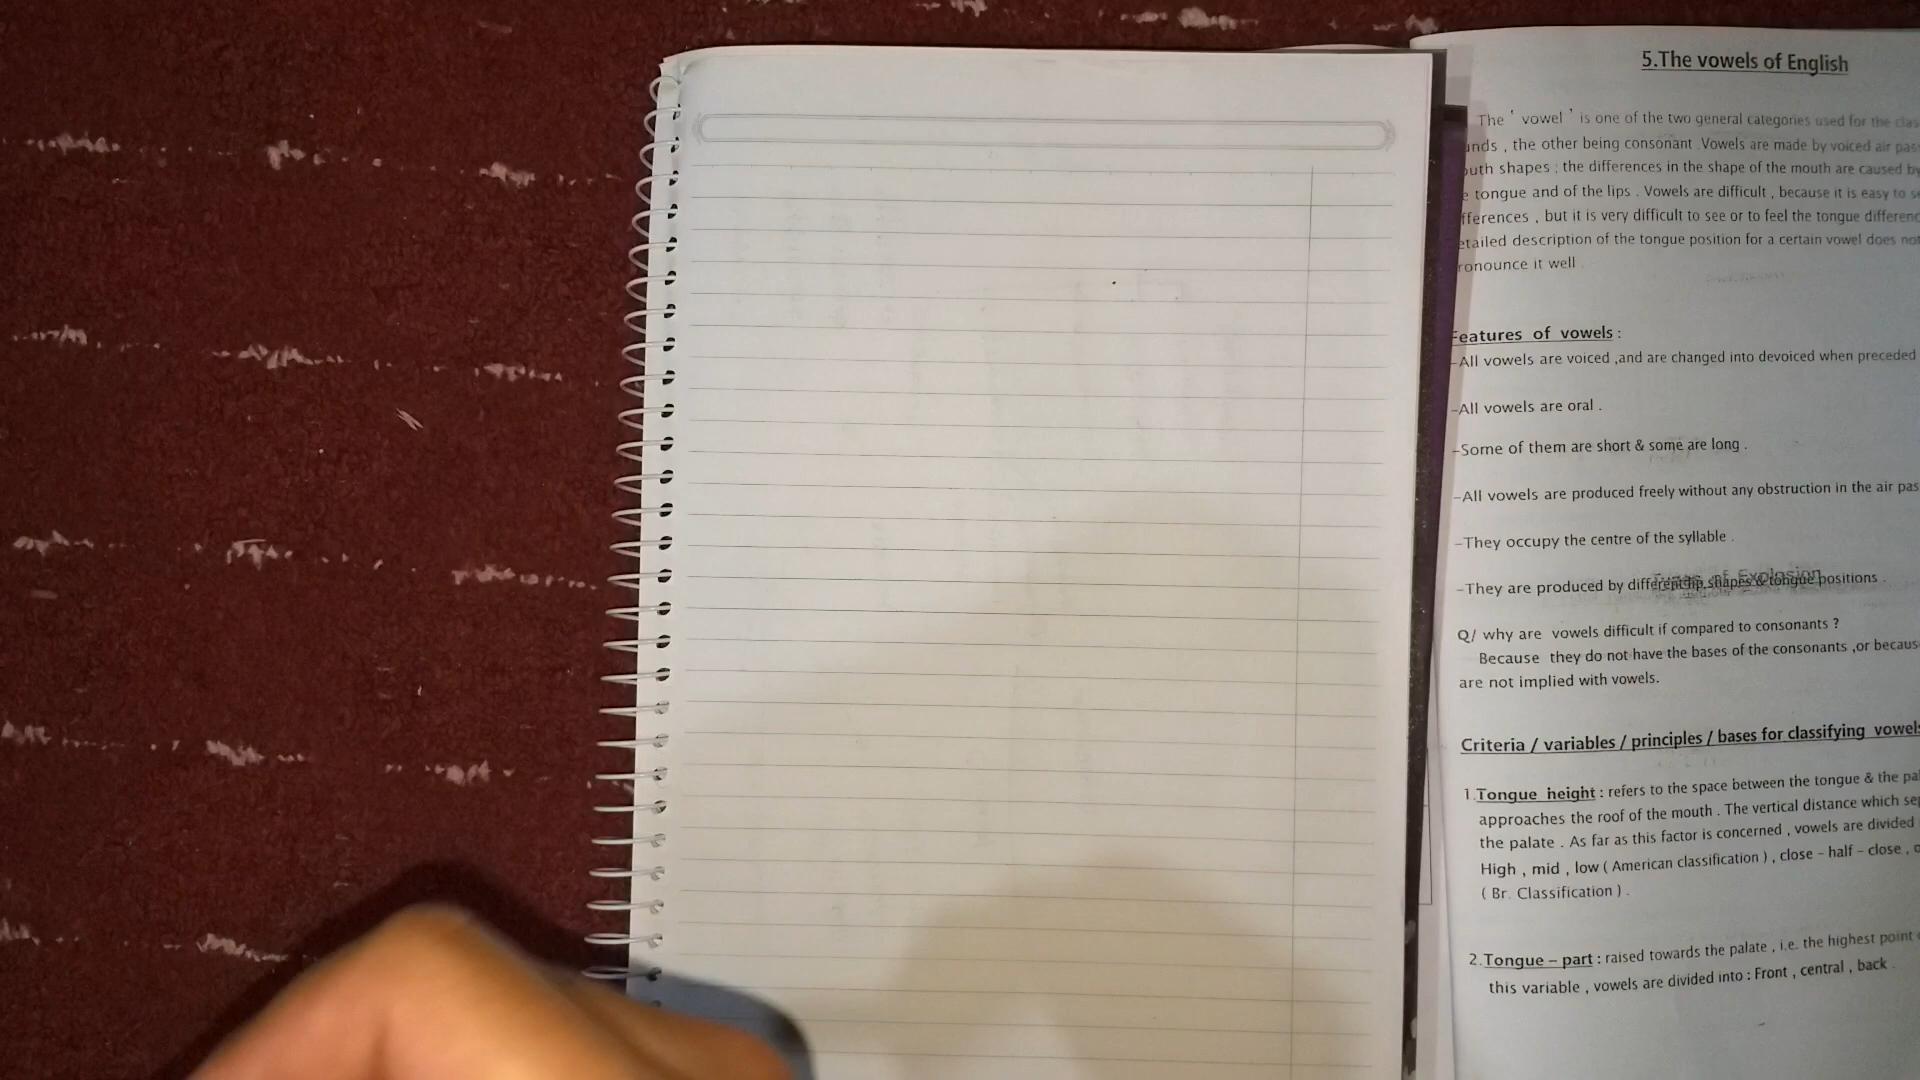 5.The vowels of English
The ' vowel ' is one of the two general categories used for the
, the other being consonant .Vowels are made by voiced air
shapes ; the differences in the shape of the mouth are caused by
tongue and of the lips . Vowels are difficult , because it is easy to
, but it is very difficult to see or to feel the tongue
description of the tongue position for a certain vowel does not
it well .
Features of vowels :
-All vowels are voiced ,and are changed into devoiced when preceded
-All vowels are oral .
-Some of them are short & some are long .
-All vowels are produced freely without any obstruction in the air
-They occupy the centre of the syllable .
-They are produced by different lip shapes & tongue positions .
of Explosion
Q/ why are vowels difficult if compared to consonants ?
Because they do not have the bases of the consonants ,or
are not implied with vowels.
Criteria / variables / principles / bases for classifying vowels
1.Tongue height : refers to the space between the tongue & the
approaches the roof of the mouth . The vertical distance which
the palate . As far as this factor is concerned , vowels are divided
High , mid , low ( American classification ) , close - half - close ,
( Br. Classification ) .
2.Tongue – part : raised towards the palate , i.e. the highest point
this variable , vowels are divided into : Front , central , back .